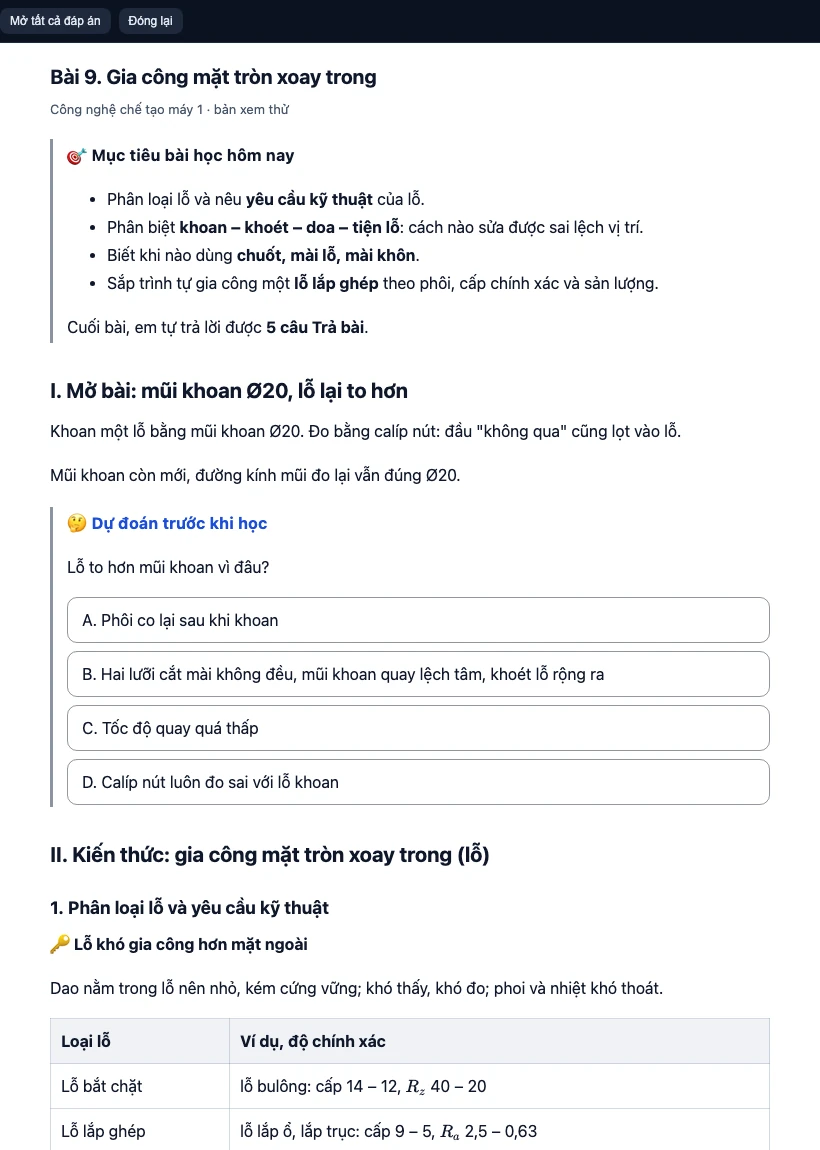 Mở tất cả đáp án
Đóng lại
Bài 9. Gia công mặt tròn xoay trong
Công nghệ chế tạo máy 1 · bản xem thử
🎯 Mục tiêu bài học hôm nay
• Phân loại lỗ và nêu yêu cầu kỹ thuật của lỗ.
• Phân biệt khoan – khoét – doa – tiện lỗ: cách nào sửa được sai lệch vị trí.
• Biết khi nào dùng chuốt, mài lỗ, mài khôn.
• Sắp trình tự gia công một lỗ lắp ghép theo phôi, cấp chính xác và sản lượng.
Cuối bài, em tự trả lời được 5 câu Trả bài.
I. Mở bài: mũi khoan Ø20, lỗ lại to hơn
Khoan một lỗ bằng mũi khoan Ø20. Đo bằng calíp nút: đầu "không qua" cũng lọt vào lỗ.
Mũi khoan còn mới, đường kính mũi đo lại vẫn đúng Ø20.
🤔 Dự đoán trước khi học
Lỗ to hơn mũi khoan vì đâu?
A. Phôi co lại sau khi khoan
B. Hai lưỡi cắt mài không đều, mũi khoan quay lệch tâm, khoét lỗ rộng ra
C. Tốc độ quay quá thấp
D. Calíp nút luôn đo sai với lỗ khoan
II. Kiến thức: gia công mặt tròn xoay trong (lỗ)
1. Phân loại lỗ và yêu cầu kỹ thuật
🔑 Lỗ khó gia công hơn mặt ngoài
Dao nằm trong lỗ nên nhỏ, kém cứng vững; khó thấy, khó đo; phoi và nhiệt khó thoát.
Loại lỗ
Ví dụ, độ chính xác
Lỗ bắt chặt
lỗ bulông: cấp 14 – 12, R_z 40 – 20
Lỗ lắp ghép
lỗ lắp ổ, lắp trục: cấp 9 – 5, R_a 2,5 – 0,63